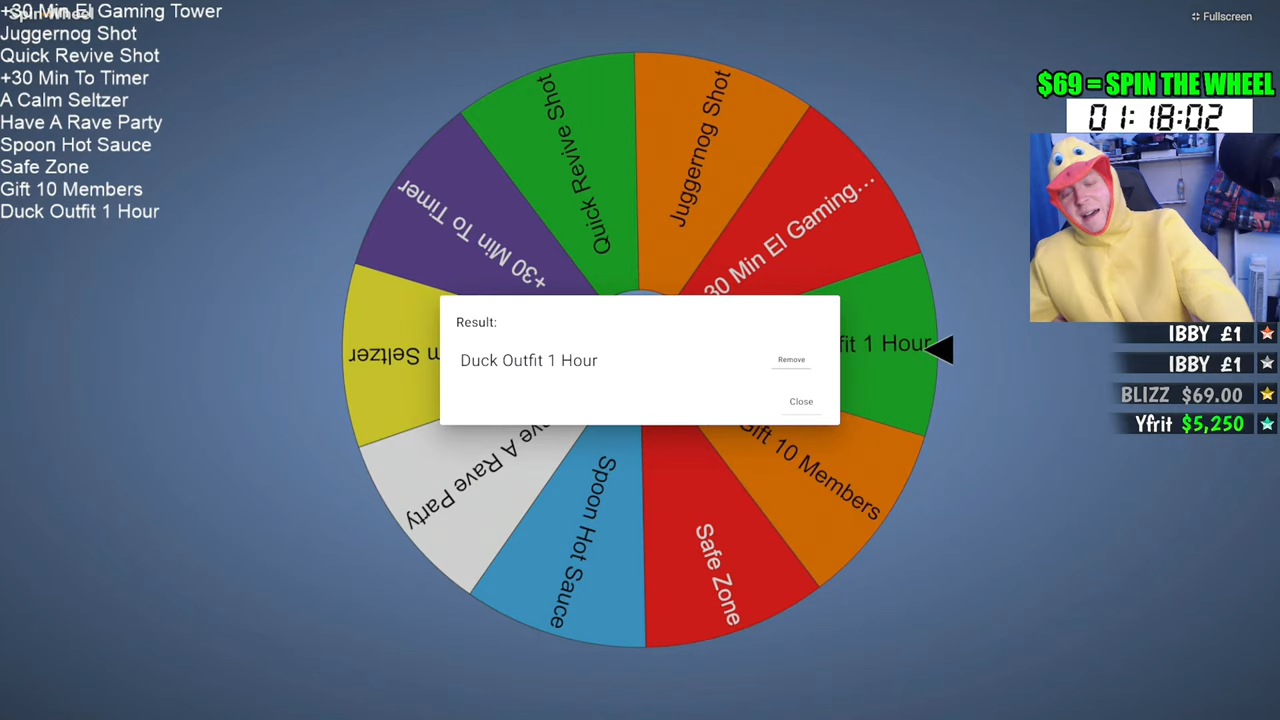 +30 Min El Gaming Tower
Juggernog Shot
Quick Revive Shot
+30 Min To Timer
A Calm Seltzer
Have A Rave Party
Spoon Hot Sauce
Safe Zone
Gift 10 Members
Duck Outfit 1 Hour
Fullscreen
$69 = SPIN THE WHEEL
01:18:02
IBBY £1
IBBY £1
BLIZZ $69.00
Yfrit $5,250
Quick Revive Shot
Juggernog Shot
30 Min El Gaming...
fit 1 Hour
Gift 10 Members
Safe Zone
Spoon Hot Sauce
ve A Rave Party
m Seltzer
+30 Min To Timer
Result:
Duck Outfit 1 Hour
Remove
Close